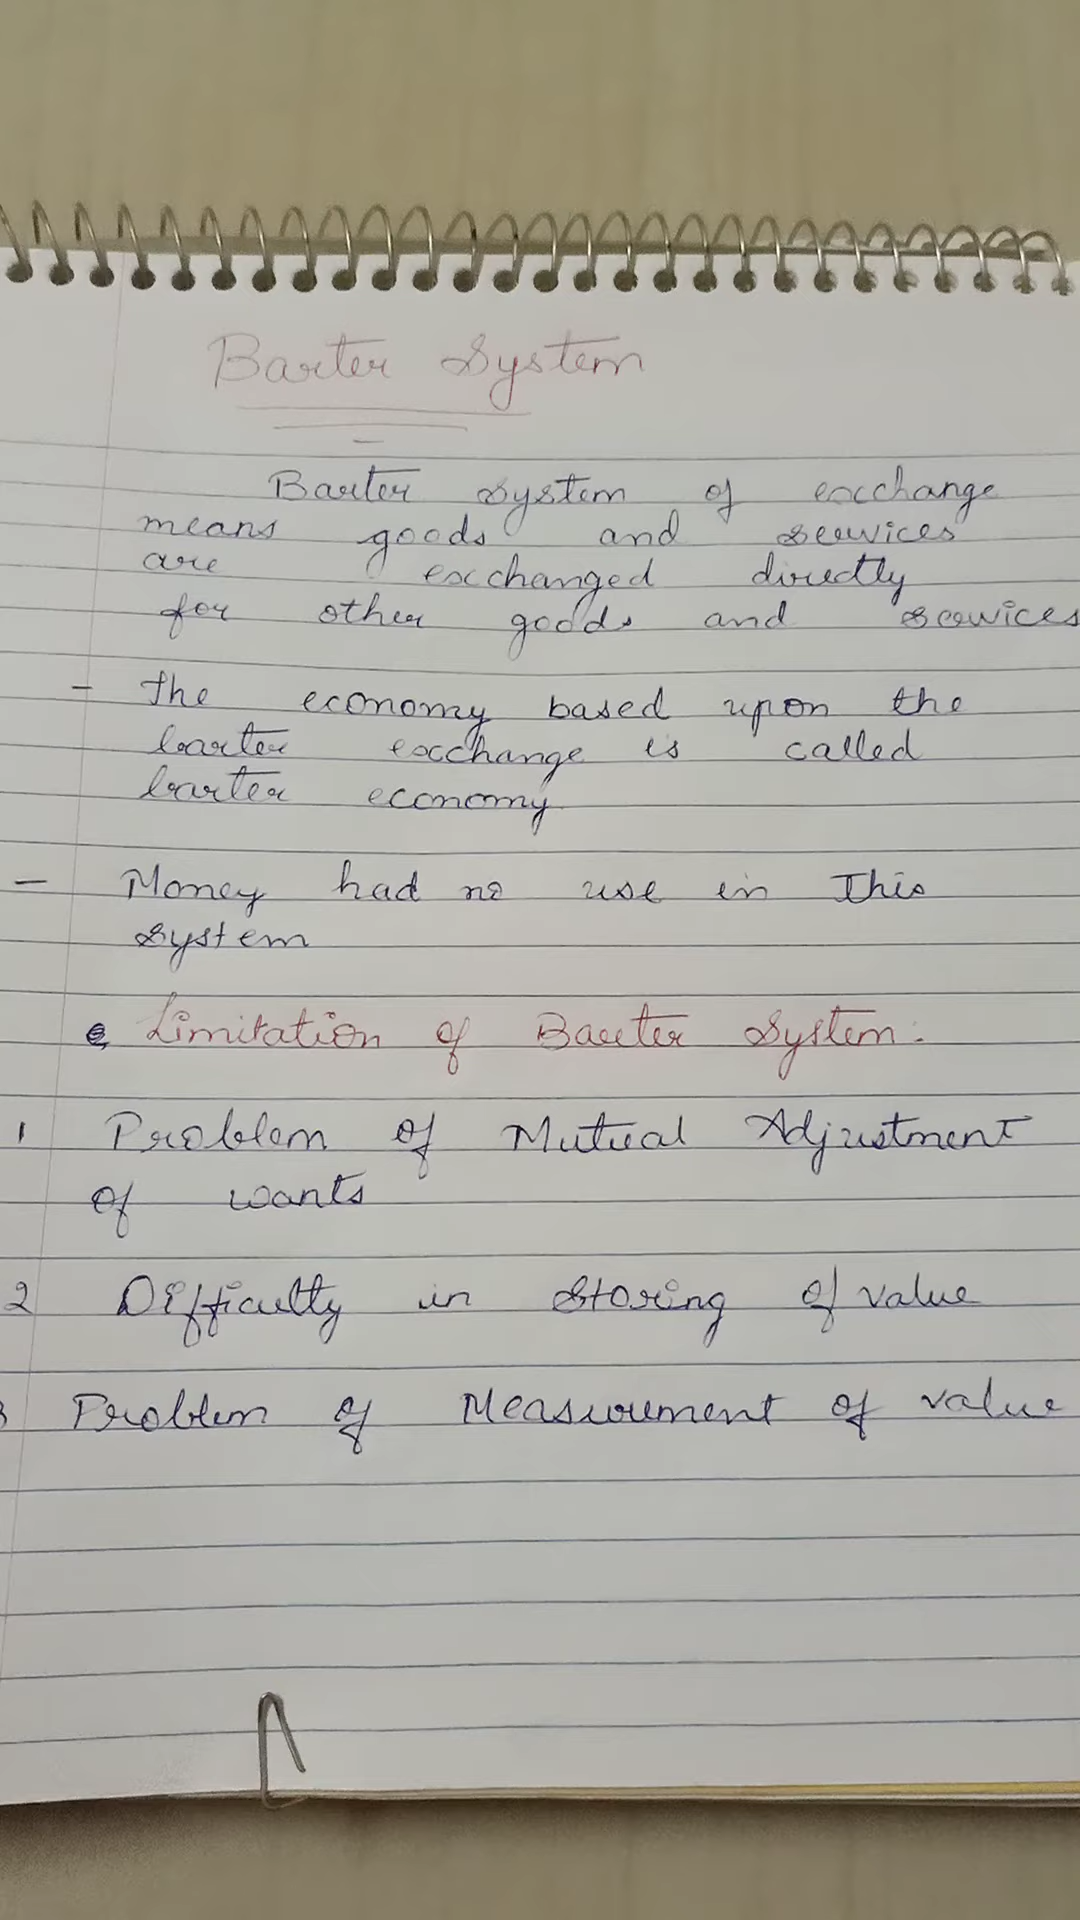 Barter System
Barter system of exchange
means goods and services
are exchanged directly
for other goods and services
- The economy based upon the
barter exchange is called
barter economy
- Money had no use in This
system
Limitation of Barter System:
1 Problem of Mutual Adjustment
of wants
2 Difficulty in Storing of value
3 Problem of Measurement of value